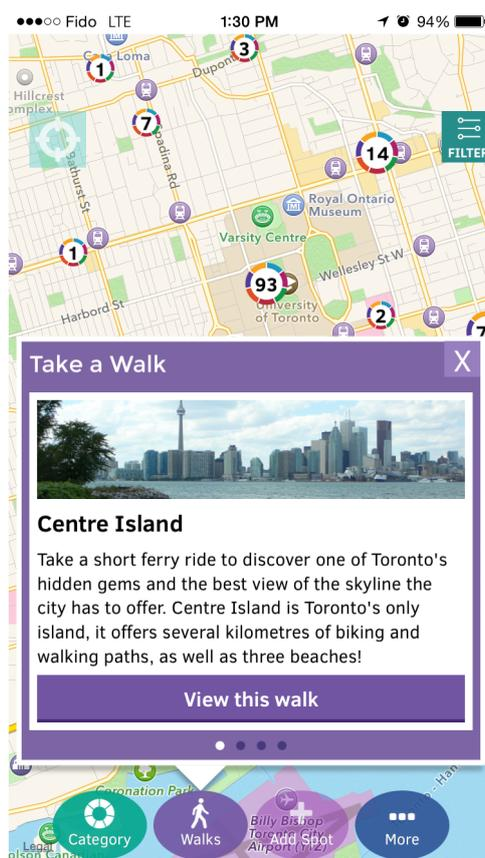 Fido LTE 1:30 PM 94%
Loma
3
1
Dupont
Hillcrest
omplex
7
Spadina Rd
14
FILTER
Bathurst St
Royal Ontario
Museum
Varsity Centre
1
Wellesley St W
93
University
of Toronto
Harbord St
2
7
Take a Walk
X
Centre Island
Take a short ferry ride to discover one of Toronto's
hidden gems and the best view of the skyline the
city has to offer. Centre Island is Toronto's only
island, it offers several kilometres of biking and
walking paths, as well as three beaches!
View this walk
Coronation Park
Category
Walks
Add Spot
More
Billy Bishop
Toronto City
Airport (YTZ)
Legal